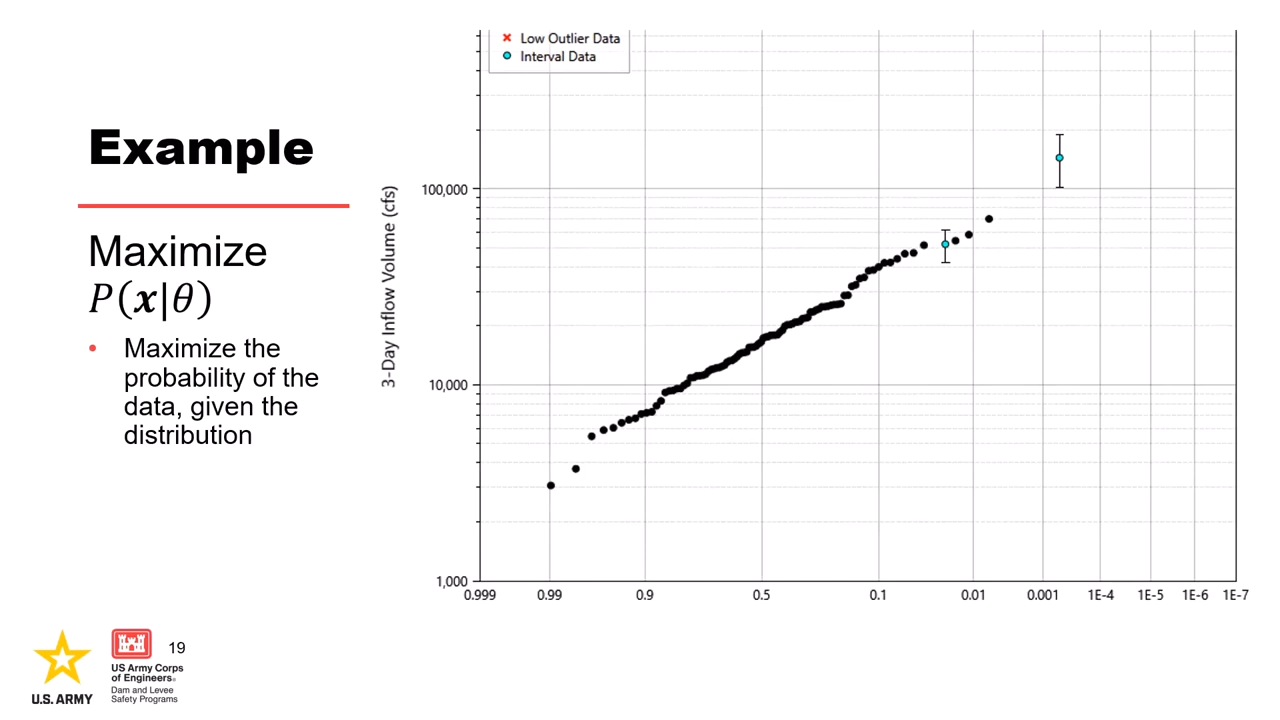 Example
Maximize
P(x|θ)
• Maximize the
probability of the
data, given the
distribution
Low Outlier Data
Interval Data
3-Day Inflow Volume (cfs)
100,000
10,000
1,000
0.999 0.99 0.9 0.5 0.1 0.01 0.001 1E-4 1E-5 1E-6 1E-7
U.S. ARMY
US Army Corps
of Engineers®
Dam and Levee
Safety Programs
19